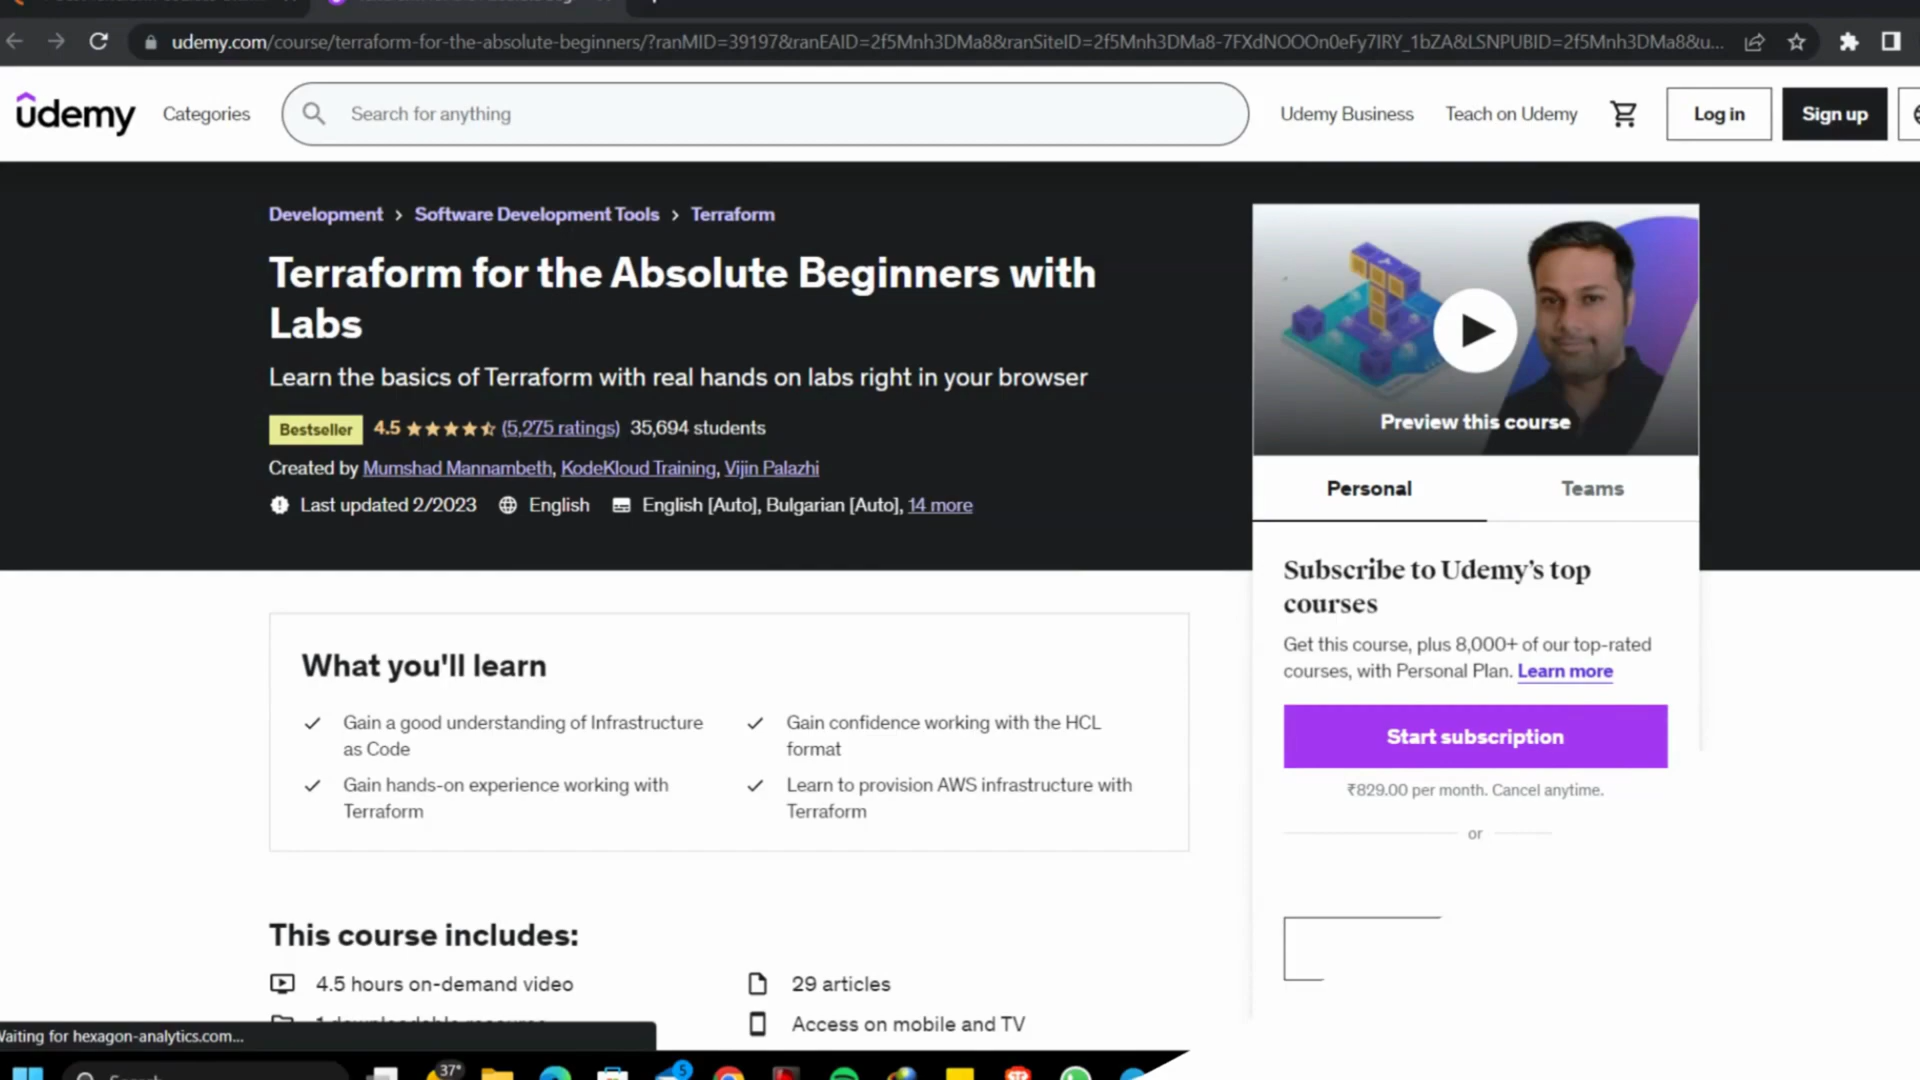 udemy.com/course/terraform-for-the-absolute-beginners/?ranMID=39197&ranEAID=2f5Mnh3DMa8&ranSiteID=2f5Mnh3DMa8-7FXdNOOOn0eFy7IRY_1bZA&LSNPUBID=2f5Mnh3DMa8&u...
ûdemy
Categories
Search for anything
Udemy Business
Teach on Udemy
Log in
Sign up
Development > Software Development Tools > Terraform
Terraform for the Absolute Beginners with
Labs
Learn the basics of Terraform with real hands on labs right in your browser
Bestseller 4.5 (5,275 ratings) 35,694 students
Created by Mumshad Mannambeth, KodeKloud Training, Vijin Palazhi
Last updated 2/2023 English English [Auto], Bulgarian [Auto], 14 more
Preview this course
Personal
Teams
Subscribe to Udemy’s top
courses
Get this course, plus 8,000+ of our top-rated
courses, with Personal Plan. Learn more
Start subscription
₹829.00 per month. Cancel anytime.
or
What you'll learn
Gain a good understanding of Infrastructure
as Code
Gain confidence working with the HCL
format
Gain hands-on experience working with
Terraform
Learn to provision AWS infrastructure with
Terraform
This course includes:
4.5 hours on-demand video
29 articles
1 downloadable resource
Access on mobile and TV
Waiting for hexagon-analytics.com...
Search
37°
5